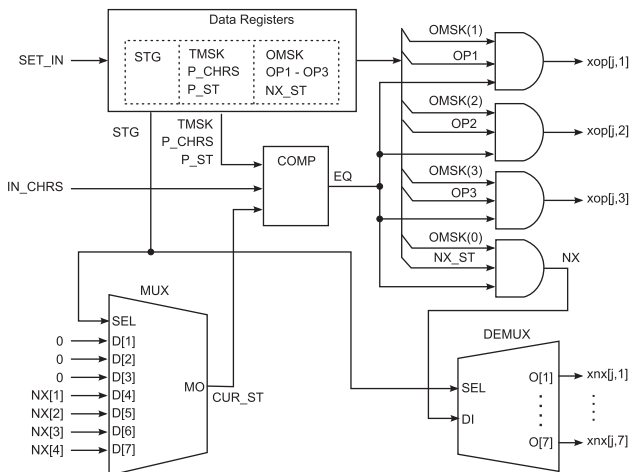 Data Registers
SET_IN
STG
TMSK
P_CHRS
P_ST
OMSK
OP1 - OP3
NX_ST
OMSK(1)
OP1
xop[j,1]
OMSK(2)
OP2
xop[j,2]
OMSK(3)
OP3
xop[j,3]
OMSK(0)
NX_ST
NX
STG
TMSK
P_CHRS
P_ST
COMP
EQ
IN_CHRS
MUX
SEL
0 D[1]
0 D[2]
0 D[3]
NX[1] D[4]
NX[2] D[5]
NX[3] D[6]
NX[4] D[7]
MO
CUR_ST
DEMUX
SEL
DI
O[1]
xnx[j,1]
O[7]
xnx[j,7]